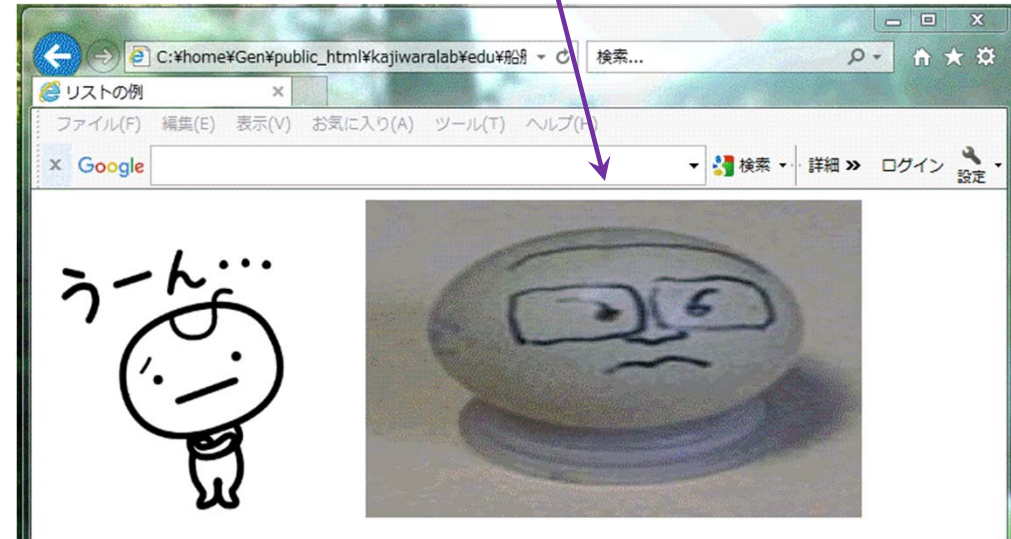 C:¥home¥Gen¥public_html¥kajiwaralab¥edu¥船舶
検索...
リストの例
ファイル(F) 編集(E) 表示(V) お気に入り(A) ツール(T) ヘルプ(H)
x Google 検索 詳細 » ログイン 設定
うーん…